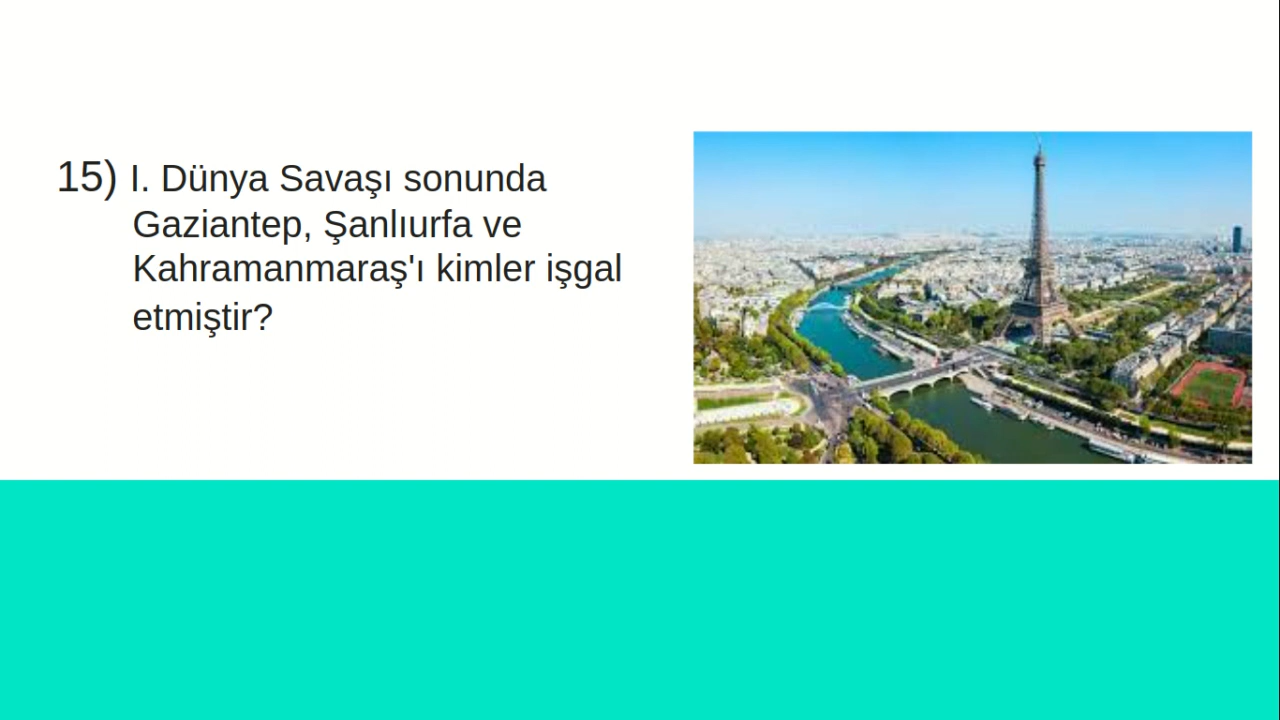 15) I. Dünya Savaşı sonunda
Gaziantep, Şanlıurfa ve
Kahramanmaraş'ı kimler işgal
etmiştir?